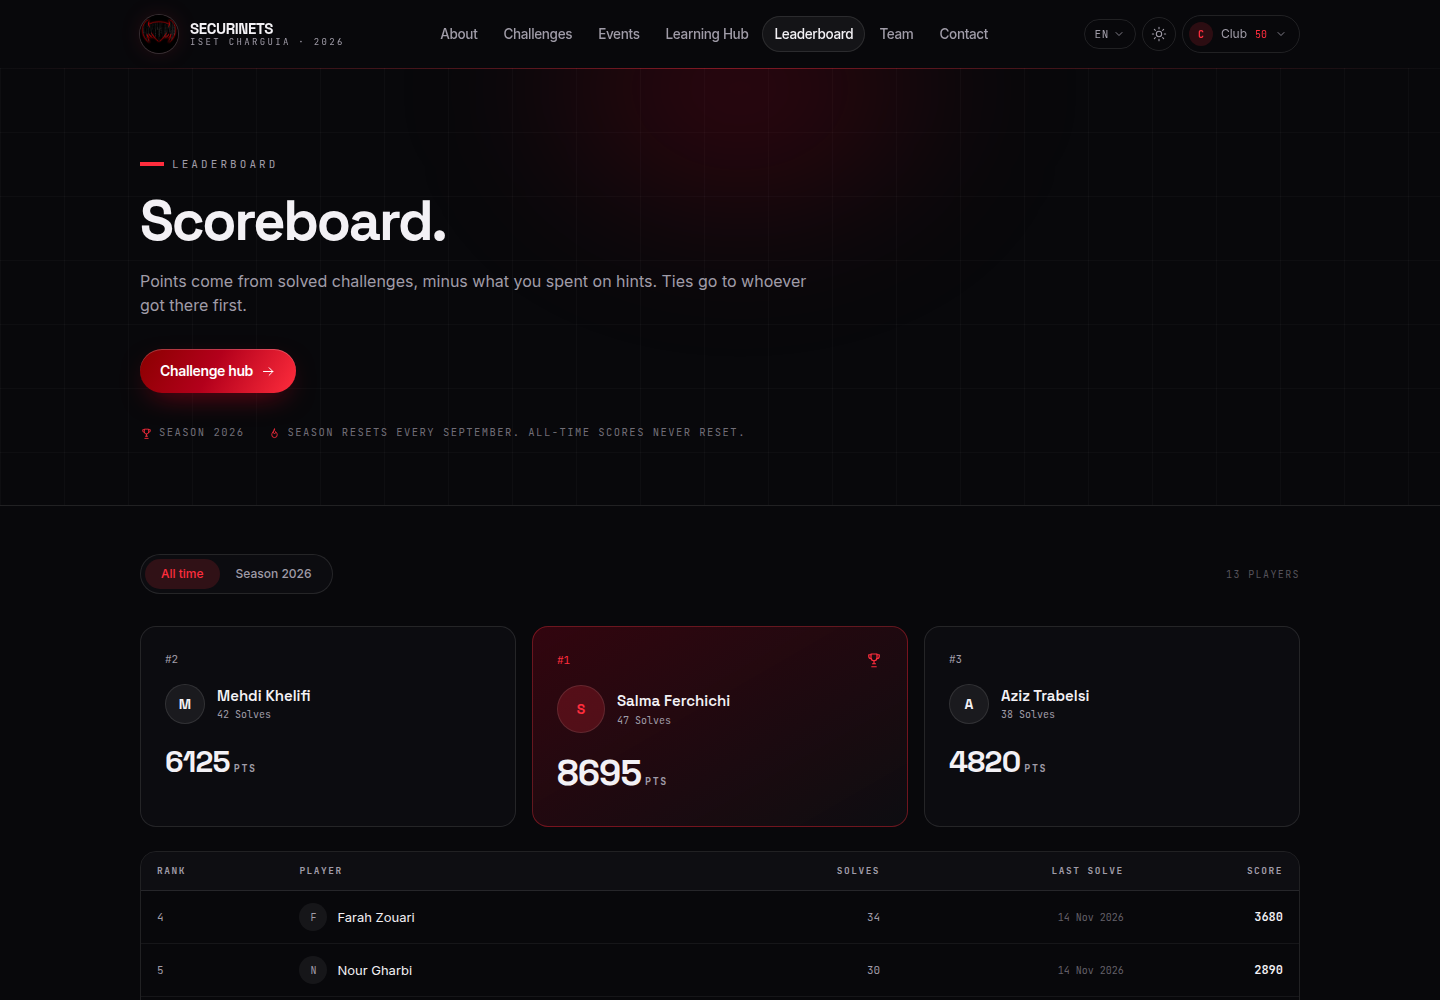 SECURINETS
ISET CHARGUIA · 2026
About
Challenges
Events
Learning Hub
Leaderboard
Team
Contact
EN
C
Club
50
LEADERBOARD
Scoreboard.
Points come from solved challenges, minus what you spent on hints. Ties go to whoever
got there first.
Challenge hub →
SEASON 2026
SEASON RESETS EVERY SEPTEMBER. ALL-TIME SCORES NEVER RESET.
All time
Season 2026
13 PLAYERS
#2
M
Mehdi Khelifi
42 Solves
6125 PTS
#1
S
Salma Ferchichi
47 Solves
8695 PTS
#3
A
Aziz Trabelsi
38 Solves
4820 PTS
RANK PLAYER SOLVES LAST SOLVE SCORE
4 F Farah Zouari 34 14 Nov 2026 3680
5 N Nour Gharbi 30 14 Nov 2026 2890